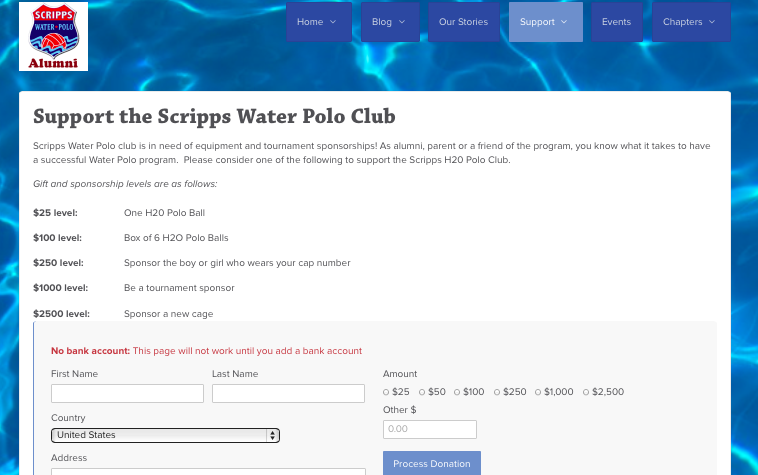 SCRIPPS
WATER-POLO
Alumni
Home
Blog
Our Stories
Support
Events
Chapters
Support the Scripps Water Polo Club
Scripps Water Polo club is in need of equipment and tournament sponsorships! As alumni, parent or a friend of the program, you know what it takes to have
a successful Water Polo program. Please consider one of the following to support the Scripps H20 Polo Club.
Gift and sponsorship levels are as follows:
$25 level: One H20 Polo Ball
$100 level: Box of 6 H2O Polo Balls
$250 level: Sponsor the boy or girl who wears your cap number
$1000 level: Be a tournament sponsor
$2500 level: Sponsor a new cage
No bank account: This page will not work until you add a bank account
First Name
Last Name
Country
United States
Address
Amount
$25 $50 $100 $250 $1,000 $2,500
Other $
0.00
Process Donation